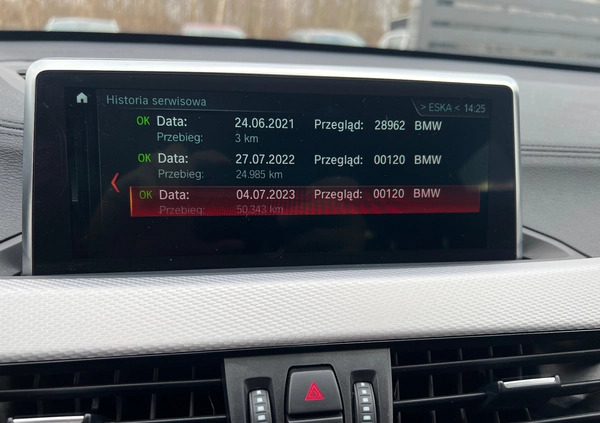 Historia serwisowa
> ESKA < 14:25
OK Data: 24.06.2021 Przegląd: 28962 BMW
Przebieg: 3 km
OK Data: 27.07.2022 Przegląd: 00120 BMW
Przebieg: 24.985 km
OK Data: 04.07.2023 Przegląd: 00120 BMW
Przebieg: 50.343 km